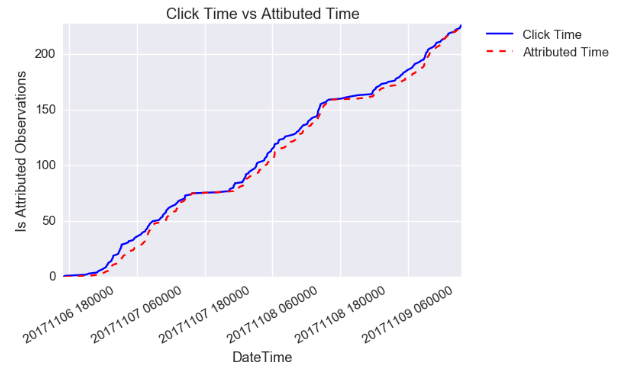 Click Time vs Attibuted Time
Click Time
Attributed Time
Is Attributed Observations
200
150
100
50
0
20171106 180000
20171107 060000
20171107 180000
20171108 060000
20171108 180000
20171109 060000
DateTime